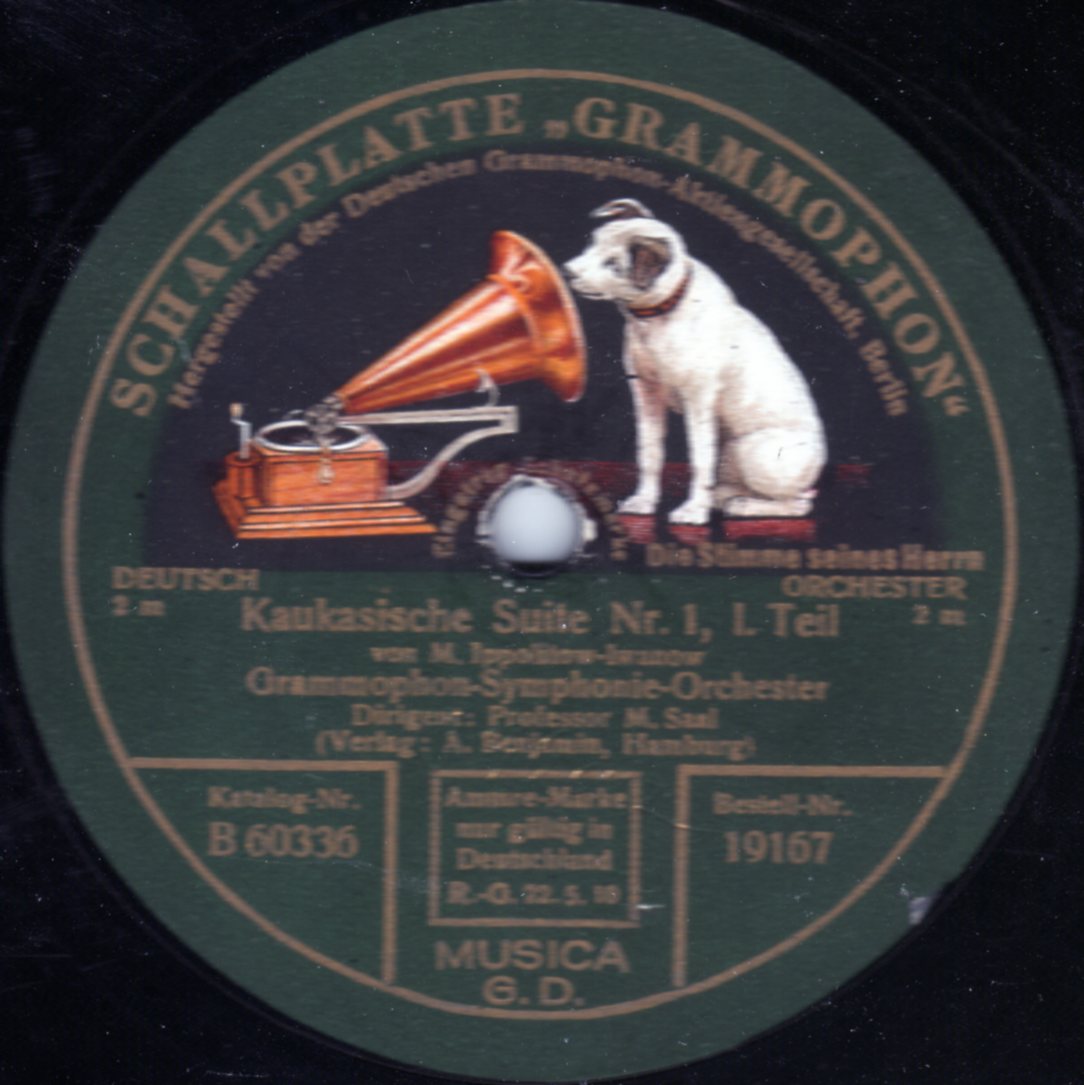 SCHALLPLATTE „GRAMMOPHON“
Hergestellt von der Deutschen Grammophon-Aktiengesellschaft, Berlin
Die Stimme seines Herrn
DEUTSCH
ORCHESTER
2 m
Kaukasische Suite Nr. 1, I. Teil
2 m
von M. Ippolitow-Iwanow
Grammophon-Symphonie-Orchester
Dirigent: Professor M. Saal
(Verlag: A. Benjamin, Hamburg)
Katalog-Nr.
B 60336
Ammre-Marke
nur gültig in
Deutschland
R.-G. 22. 5. 10
Bestell-Nr.
19167
MUSICA
G. D.